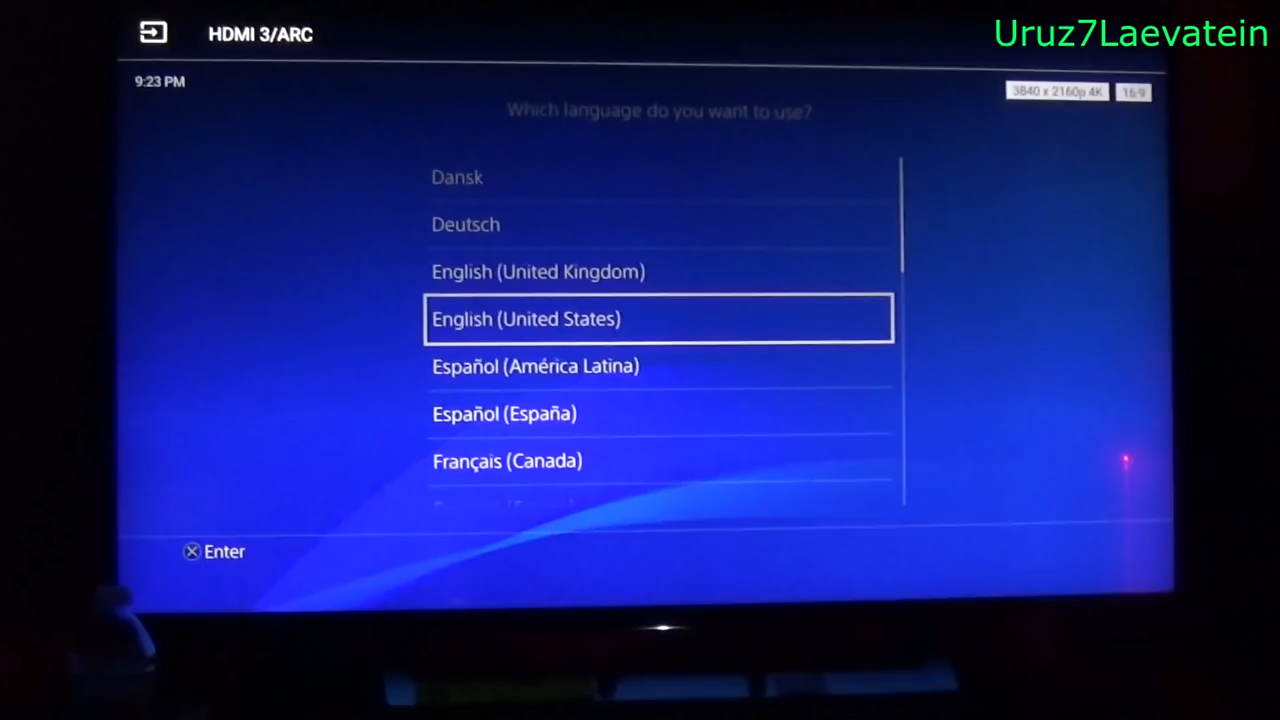 Uruz7Laevatein
HDMI 3/ARC
9:23 PM
3840 x 2160p 4K
16:9
Which language do you want to use?
Dansk
Deutsch
English (United Kingdom)
English (United States)
Español (América Latina)
Español (España)
Français (Canada)
Enter